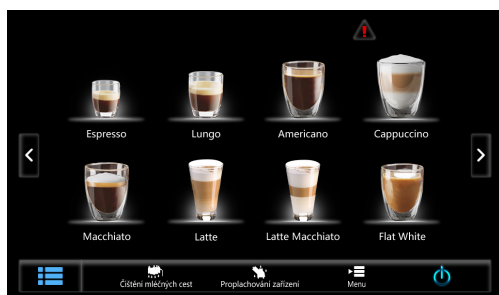 Espresso
Lungo
Americano
Cappuccino
Macchiato
Latte
Latte Macchiato
Flat White
Čištění mléčných cest
Proplachování zařízení
Menu